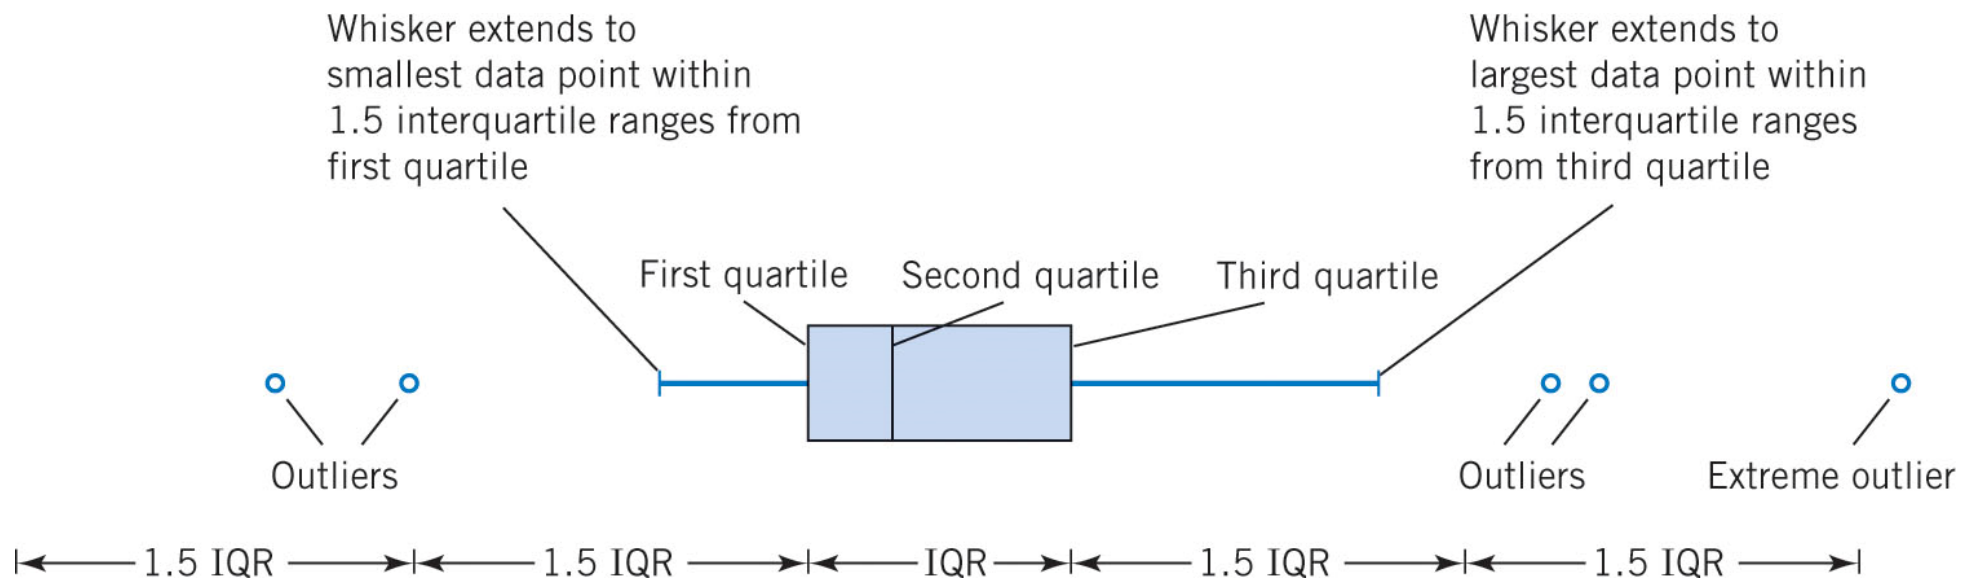 Whisker extends to
smallest data point within
1.5 interquartile ranges from
first quartile
Whisker extends to
largest data point within
1.5 interquartile ranges
from third quartile
First quartile
Second quartile
Third quartile
Outliers
Outliers
Extreme outlier
1.5 IQR
1.5 IQR
IQR
1.5 IQR
1.5 IQR